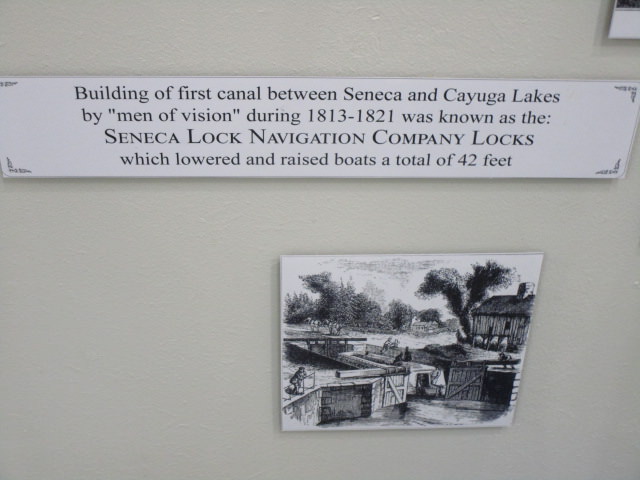 Building of first canal between Seneca and Cayuga Lakes
by "men of vision" during 1813-1821 was known as the:
SENECA LOCK NAVIGATION COMPANY LOCKS
which lowered and raised boats a total of 42 feet